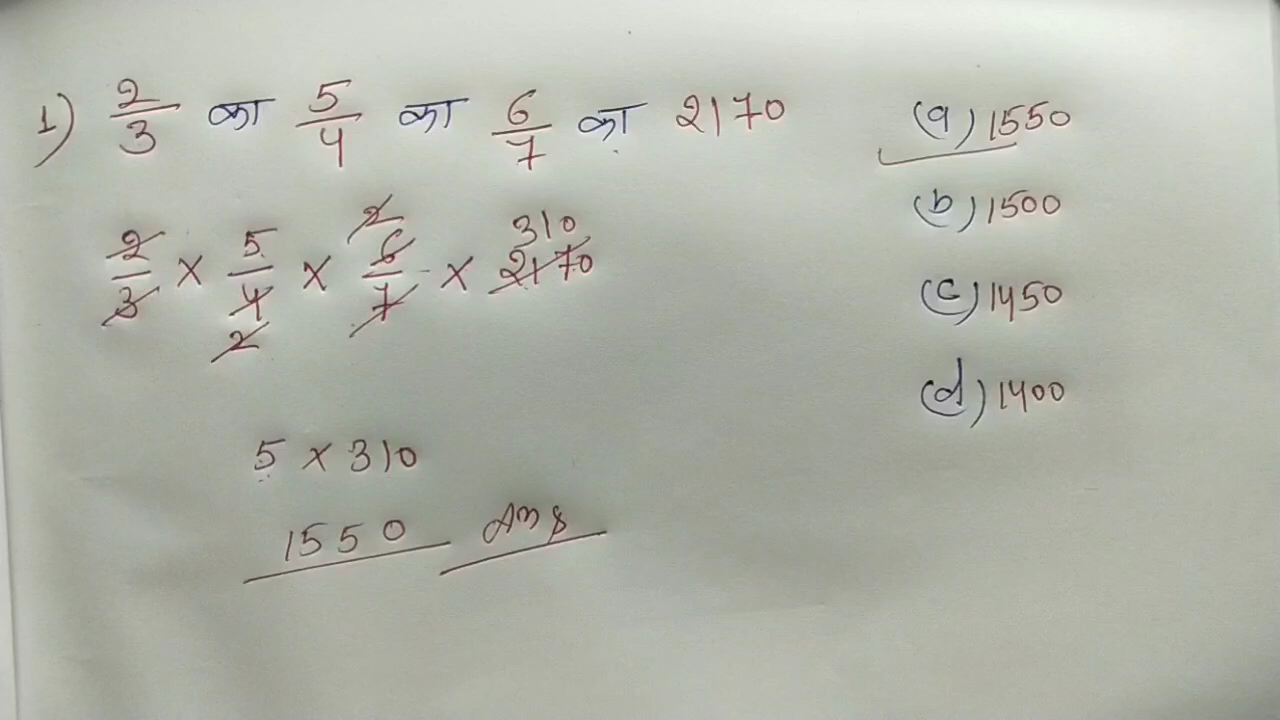 1) 2/3 का 5/4 का 6/7 का 2170
(a) 1550
(b) 1500
(c) 1450
(d) 1400
2 310
2/3 × 5/4 × 6/7 × 2170
2
5 × 310
1550 Ans